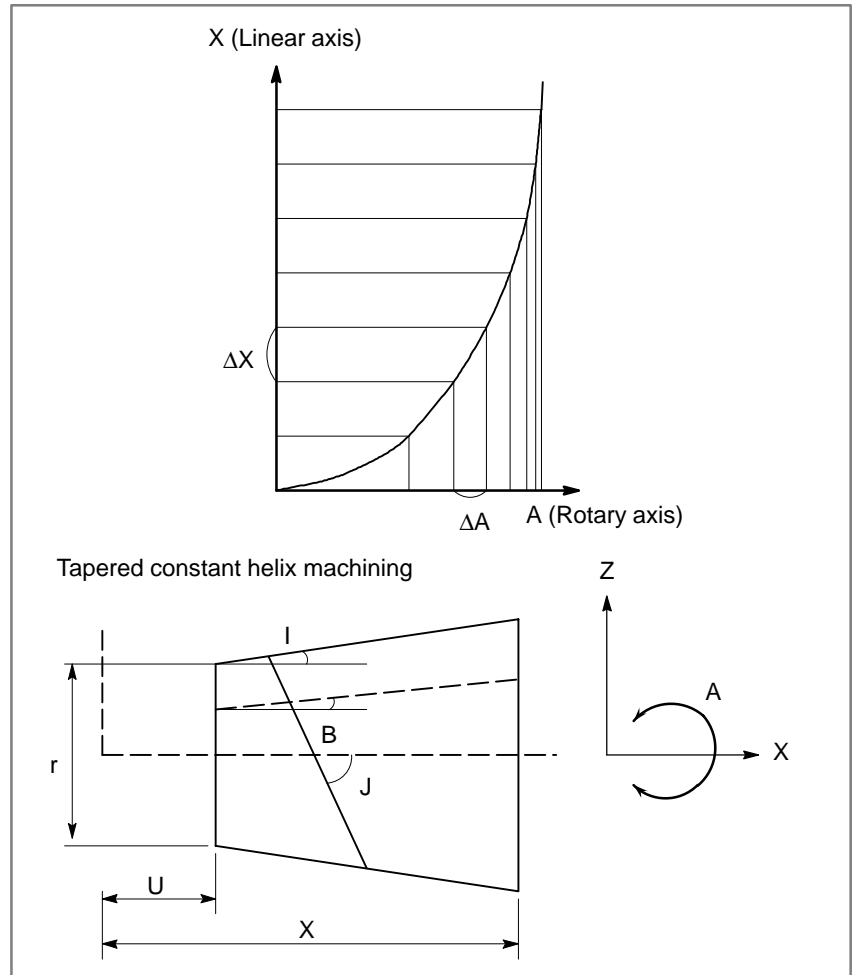 X (Linear axis)
ΔX
ΔA
A (Rotary axis)
Tapered constant helix machining
Z
I
A
B
X
r
J
U
X